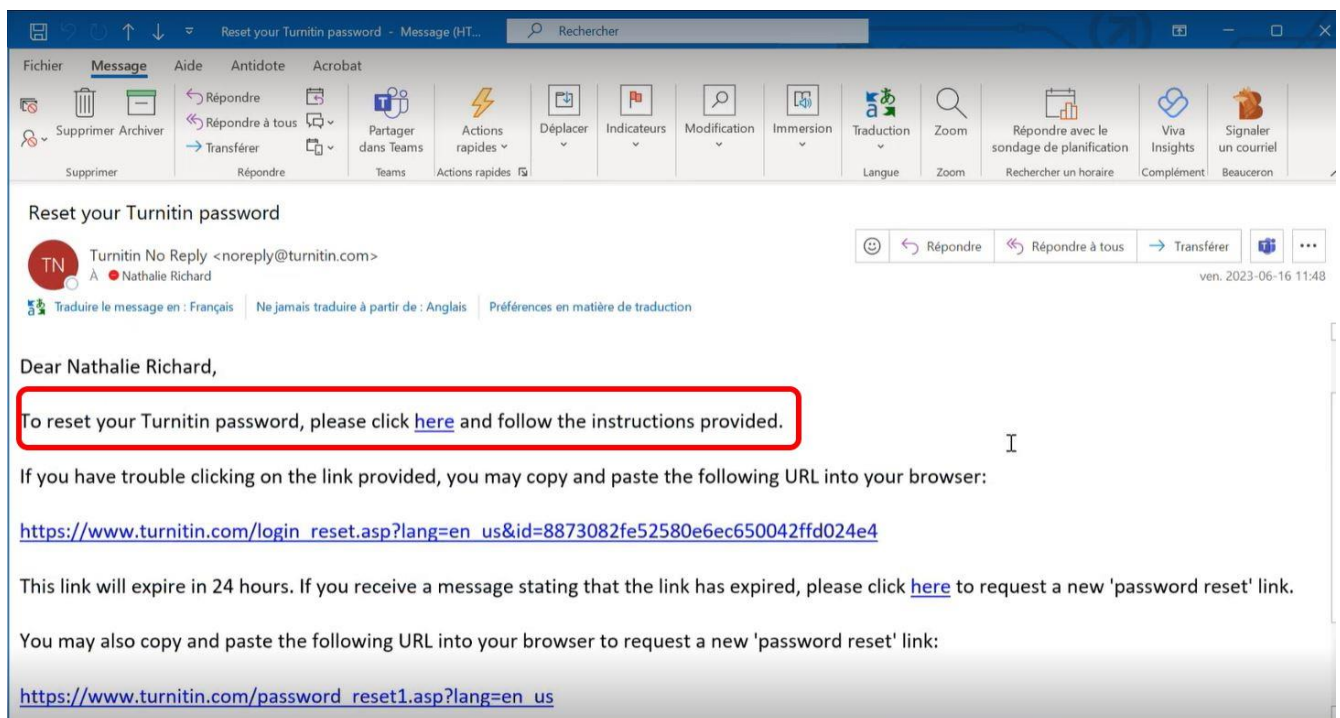 Reset your Turnitin password - Message (HT...
Rechercher
Fichier Message Aide Antidote Acrobat
Supprimer Archiver
Supprimer
Répondre
Répondre à tous
Transférer
Répondre
Partager
dans Teams
Teams
Actions
rapides
Actions rapides
Déplacer
Indicateurs
Modification
Immersion
Traduction
Langue
Zoom
Zoom
Répondre avec le
sondage de planification
Rechercher un horaire
Viva
Insights
Complément
Signaler
un courriel
Beauceron
Reset your Turnitin password
TN
Turnitin No Reply <noreply@turnitin.com>
À Nathalie Richard
Répondre Répondre à tous Transférer
ven. 2023-06-16 11:48
Traduire le message en : Français Ne jamais traduire à partir de : Anglais Préférences en matière de traduction
Dear Nathalie Richard,
To reset your Turnitin password, please click here and follow the instructions provided.
If you have trouble clicking on the link provided, you may copy and paste the following URL into your browser:
https://www.turnitin.com/login_reset.asp?lang=en_us&id=8873082fe52580e6ec650042ffd024e4
This link will expire in 24 hours. If you receive a message stating that the link has expired, please click here to request a new 'password reset' link.
You may also copy and paste the following URL into your browser to request a new 'password reset' link:
https://www.turnitin.com/password_reset1.asp?lang=en_us